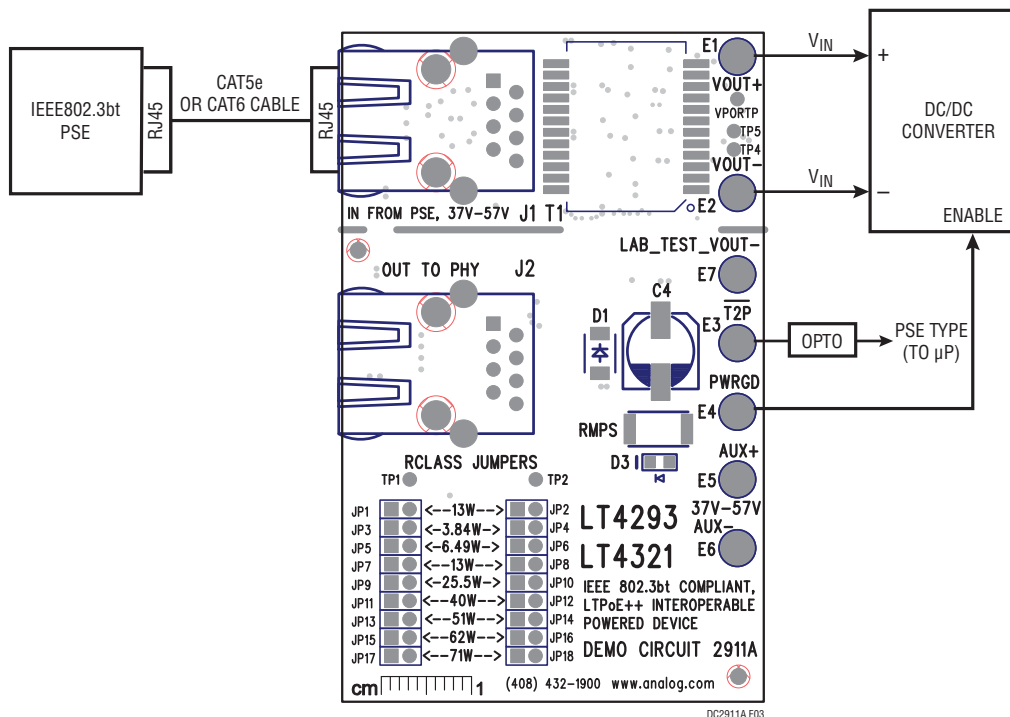 IEEE802.3bt
PSE
RJ45
CAT5e
OR CAT6 CABLE
RJ45
E1
VOUT+
VPORTP
TP5
TP4
VOUT-
E2
IN FROM PSE, 37V-57V J1 T1
VIN
VIN
+
DC/DC
CONVERTER
–
ENABLE
LAB_TEST_VOUT-
E7
OUT TO PHY J2
C4
D1
T2P
E3
OPTO
PSE TYPE
(TO µP)
PWRGD
E4
RMPS
D3
AUX+
E5
37V-57V
AUX-
E6
RCLASS JUMPERS
TP1 TP2
JP1 <--13W--> JP2
JP3 <-3.84W-> JP4
JP5 <-6.49W-> JP6
JP7 <--13W--> JP8
JP9 <-25.5W-> JP10
JP11 <--40W--> JP12
JP13 <--51W--> JP14
JP15 <--62W--> JP16
JP17 <--71W--> JP18
LT4293
LT4321
IEEE 802.3bt COMPLIANT,
LTPoE++ INTEROPERABLE
POWERED DEVICE
DEMO CIRCUIT 2911A
cm 1 (408) 432-1900 www.analog.com
DC2911A F03